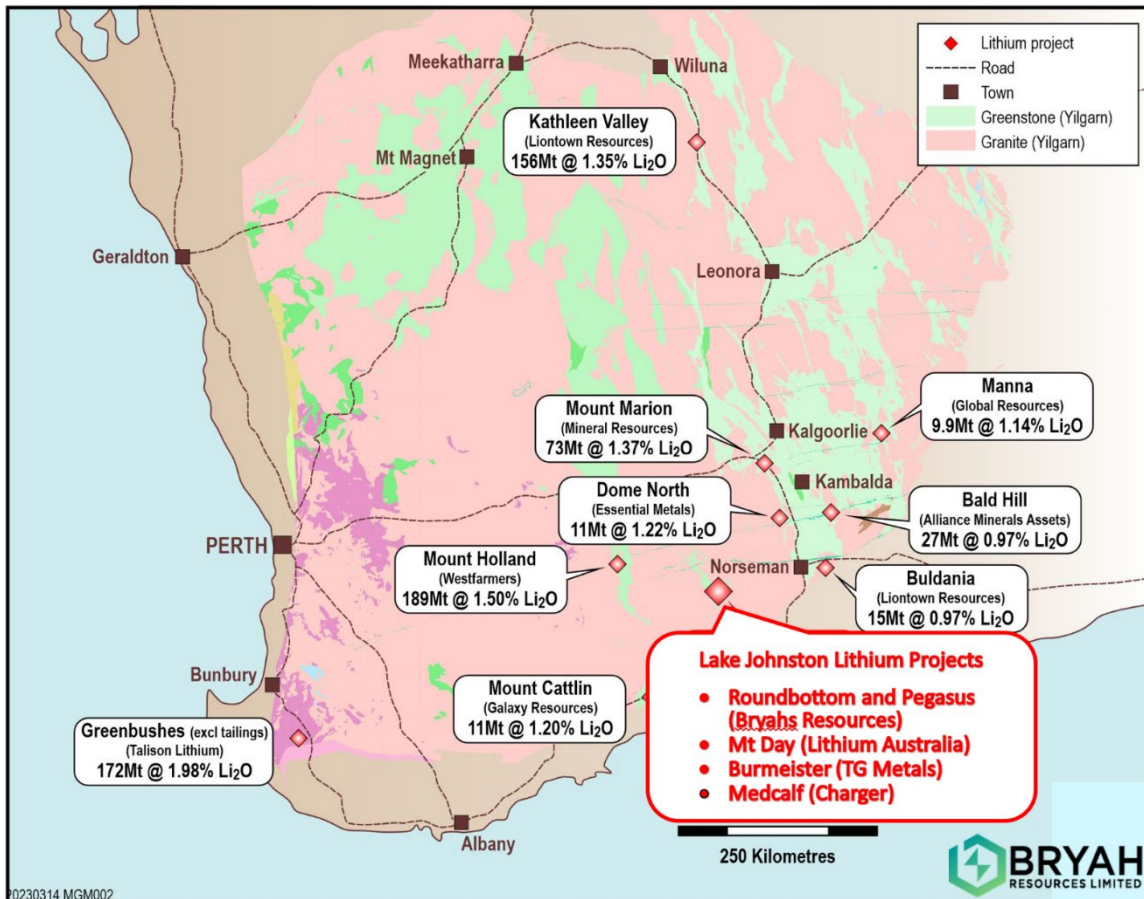 Lithium project
Road
Town
Greenstone (Yilgarn)
Granite (Yilgarn)
Meekatharra
Wiluna
Kathleen Valley
(Liontown Resources)
156Mt @ 1.35% Li₂O
Mt Magnet
Geraldton
Leonora
Manna
(Global Resources)
9.9Mt @ 1.14% Li₂O
Mount Marion
(Mineral Resources)
73Mt @ 1.37% Li₂O
Kalgoorlie
Kambalda
Dome North
(Essential Metals)
11Mt @ 1.22% Li₂O
Bald Hill
(Alliance Minerals Assets)
27Mt @ 0.97% Li₂O
PERTH
Mount Holland
(Westfarmers)
189Mt @ 1.50% Li₂O
Norseman
Buldania
(Liontown Resources)
15Mt @ 0.97% Li₂O
Lake Johnston Lithium Projects
• Roundbottom and Pegasus
(Bryahs Resources)
• Mt Day (Lithium Australia)
• Burmeister (TG Metals)
• Medcalf (Charger)
Bunbury
Mount Cattlin
(Galaxy Resources)
11Mt @ 1.20% Li₂O
Greenbushes (excl tailings)
(Talison Lithium)
172Mt @ 1.98% Li₂O
Albany
250 Kilometres
BRYAH
RESOURCES LIMITED
20230314 MGM002